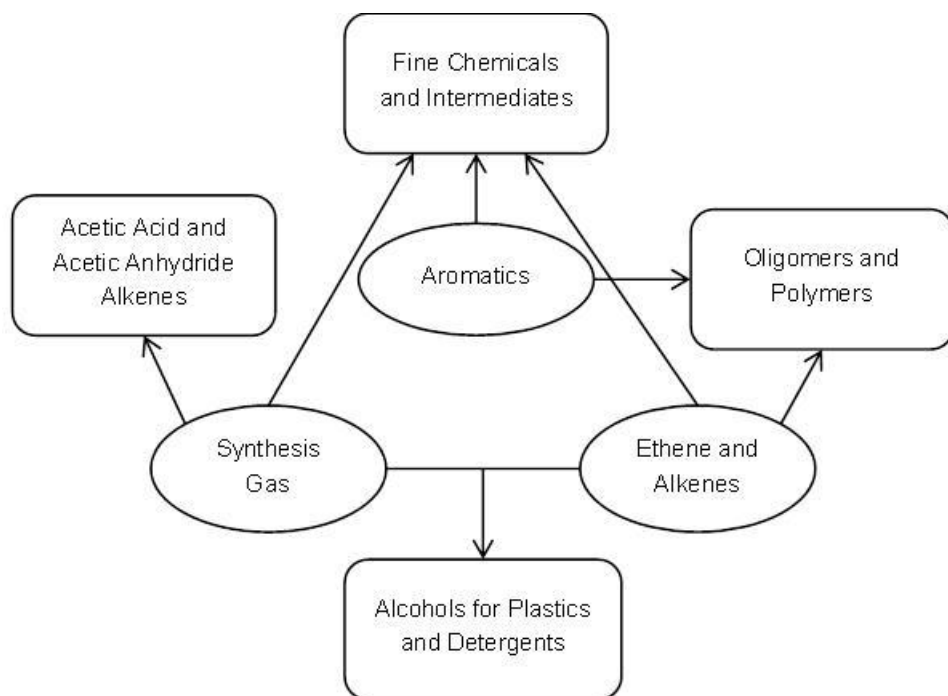 Fine Chemicals
and Intermediates
Acetic Acid and
Acetic Anhydride
Alkenes
Aromatics
Oligomers and
Polymers
Synthesis
Gas
Ethene and
Alkenes
Alcohols for Plastics
and Detergents